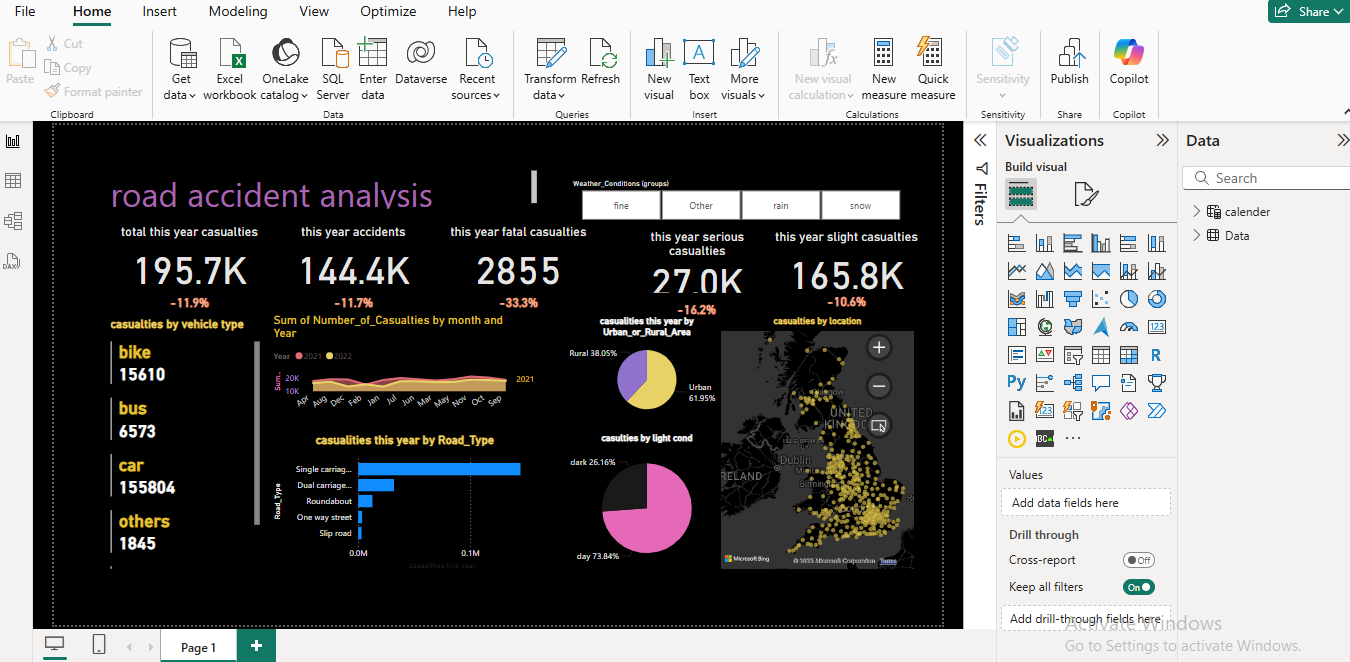 File Home Insert Modeling View Optimize Help
Share
Paste
Cut
Copy
Format painter
Clipboard
Get data
Excel workbook
OneLake catalog
SQL Server
Enter data
Dataverse
Recent sources
Data
Transform data
Refresh
Queries
New visual
Text box
More visuals
Insert
New visual calculation
New measure
Quick measure
Calculations
Sensitivity
Sensitivity
Publish
Share
Copilot
Copilot
road accident analysis
Weather_Conditions (groups)
fine Other rain snow
total this year casualties
195.7K
-11.9%
this year accidents
144.4K
-11.7%
this year fatal casualties
2855
-33.3%
this year serious
casualties
27.0K
-16.2%
this year slight casualties
165.8K
-10.6%
casualties by vehicle type
bike
15610
bus
6573
car
155804
others
1845
Sum of Number_of_Casualties by month and
Year
Year 2021 2022
Sum..
20K
10K
2021
Apr Aug Dec Feb Jan Jul Jun Mar May Nov Oct Sep
casualities this year by Road_Type
Road_Type
Single carriag...
Dual carriage...
Roundabout
One way street
Slip road
0.0M 0.1M
casualities this year
casualities this year by
Urban_or_Rural_Area
Rural 38.05%
Urban
61.95%
casulties by light cond
dark 26.16%
day 73.84%
casualties by location
Glasgow
UNITED
KINGDO
ISLE OF M
Dublin
RELAND
Birming
Microsoft Bing
© 2025 Microsoft Corporation Terms
Filters
Visualizations
Build visual
123
R
Py
123
Values
Add data fields here
Drill through
Cross-report Off
Keep all filters On
Add drill-through fields here
Data
Search
calender
Data
DAX
Page 1
Activate Windows
Go to Settings to activate Windows.